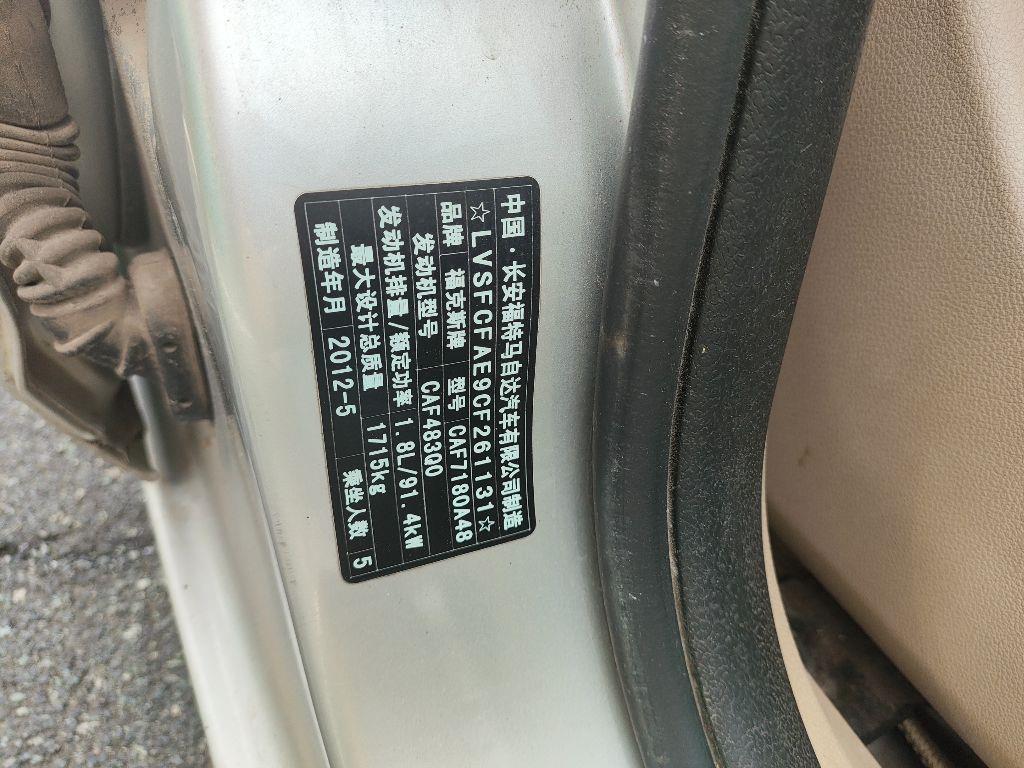 中国·长安福特马自达汽车有限公司制造
☆LVSFCFAE9CF261131☆
品牌 福克斯牌 型号 CAF7180A48
发动机型号 CAF483Q0
发动机排量/额定功率 1.8L/91.4kW
最大设计总质量 1715kg
制造年月 2012-5 乘坐人数 5